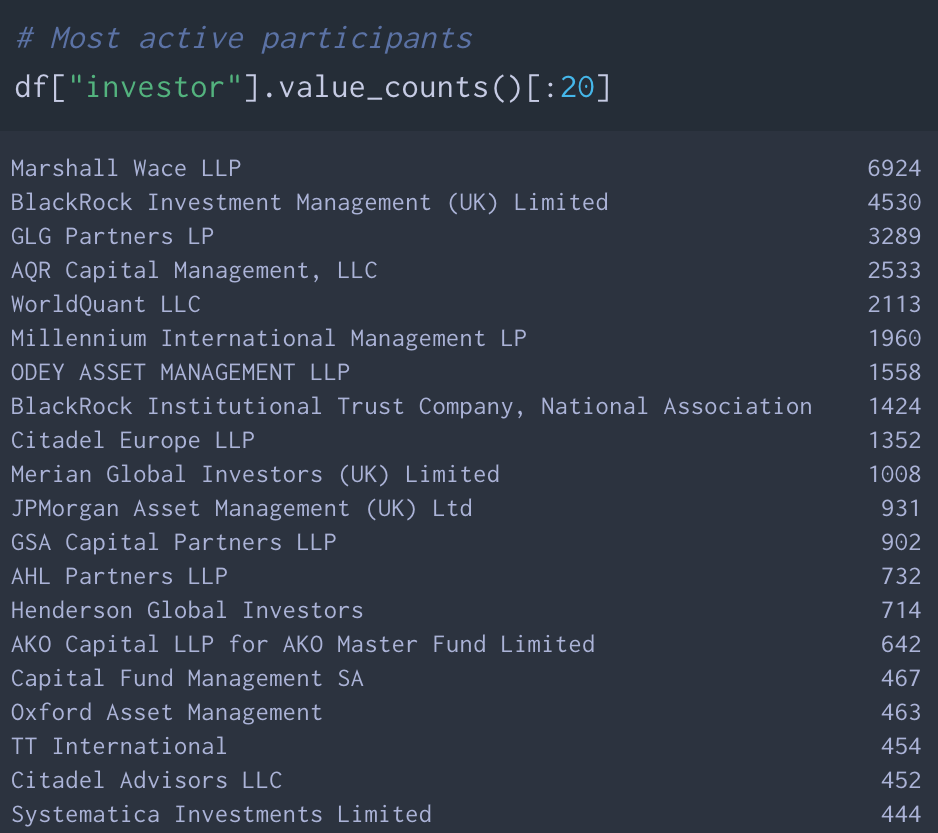 # Most active participants
df["investor"].value_counts()[:20]
Marshall Wace LLP 6924
BlackRock Investment Management (UK) Limited 4530
GLG Partners LP 3289
AQR Capital Management, LLC 2533
WorldQuant LLC 2113
Millennium International Management LP 1960
ODEY ASSET MANAGEMENT LLP 1558
BlackRock Institutional Trust Company, National Association 1424
Citadel Europe LLP 1352
Merian Global Investors (UK) Limited 1008
JPMorgan Asset Management (UK) Ltd 931
GSA Capital Partners LLP 902
AHL Partners LLP 732
Henderson Global Investors 714
AKO Capital LLP for AKO Master Fund Limited 642
Capital Fund Management SA 467
Oxford Asset Management 463
TT International 454
Citadel Advisors LLC 452
Systematica Investments Limited 444